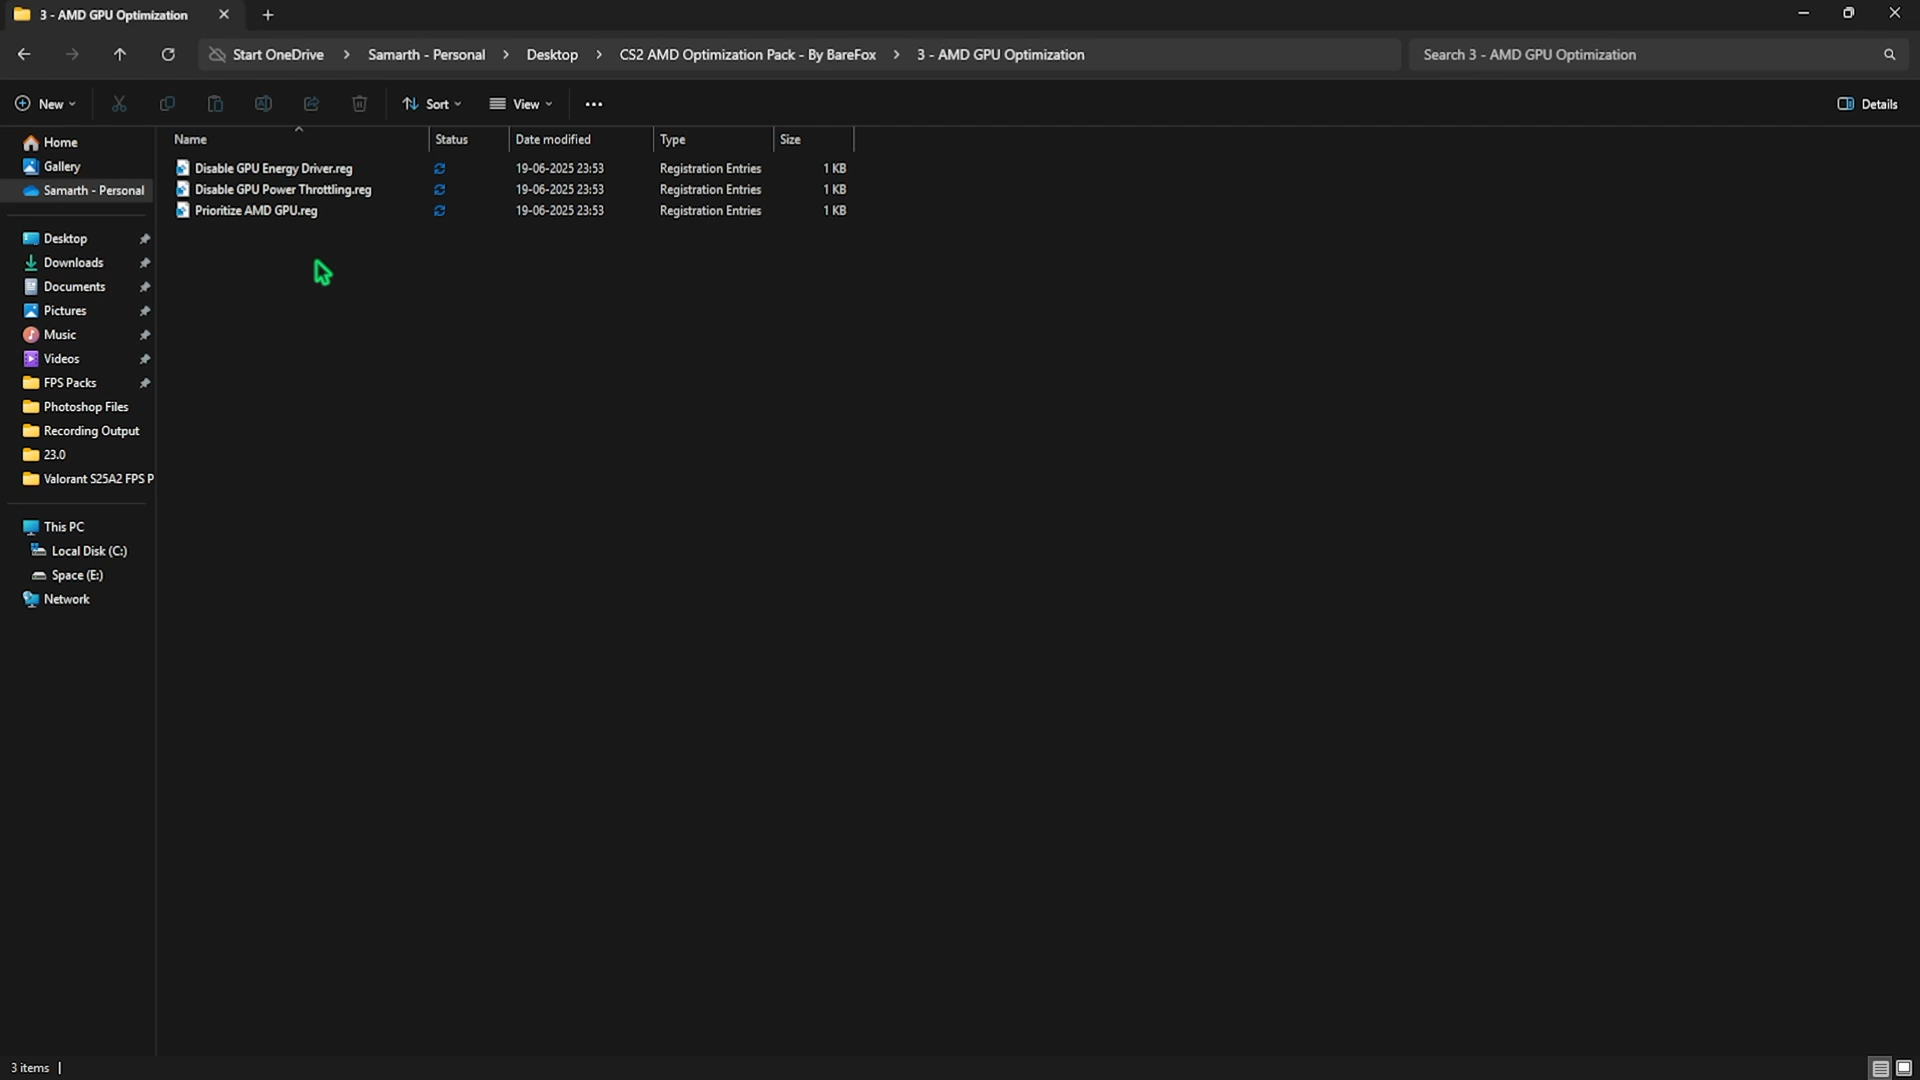 3 - AMD GPU Optimization
Start OneDrive > Samarth - Personal > Desktop > CS2 AMD Optimization Pack - By BareFox > 3 - AMD GPU Optimization
Search 3 - AMD GPU Optimization
New
Sort
View
Details
Name Status Date modified Type Size
Disable GPU Energy Driver.reg 19-06-2025 23:53 Registration Entries 1 KB
Disable GPU Power Throttling.reg 19-06-2025 23:53 Registration Entries 1 KB
Prioritize AMD GPU.reg 19-06-2025 23:53 Registration Entries 1 KB
Home
Gallery
Samarth - Personal
Desktop
Downloads
Documents
Pictures
Music
Videos
FPS Packs
Photoshop Files
Recording Output
23.0
Valorant S25A2 FPS P
This PC
Local Disk (C:)
Space (E:)
Network
3 items